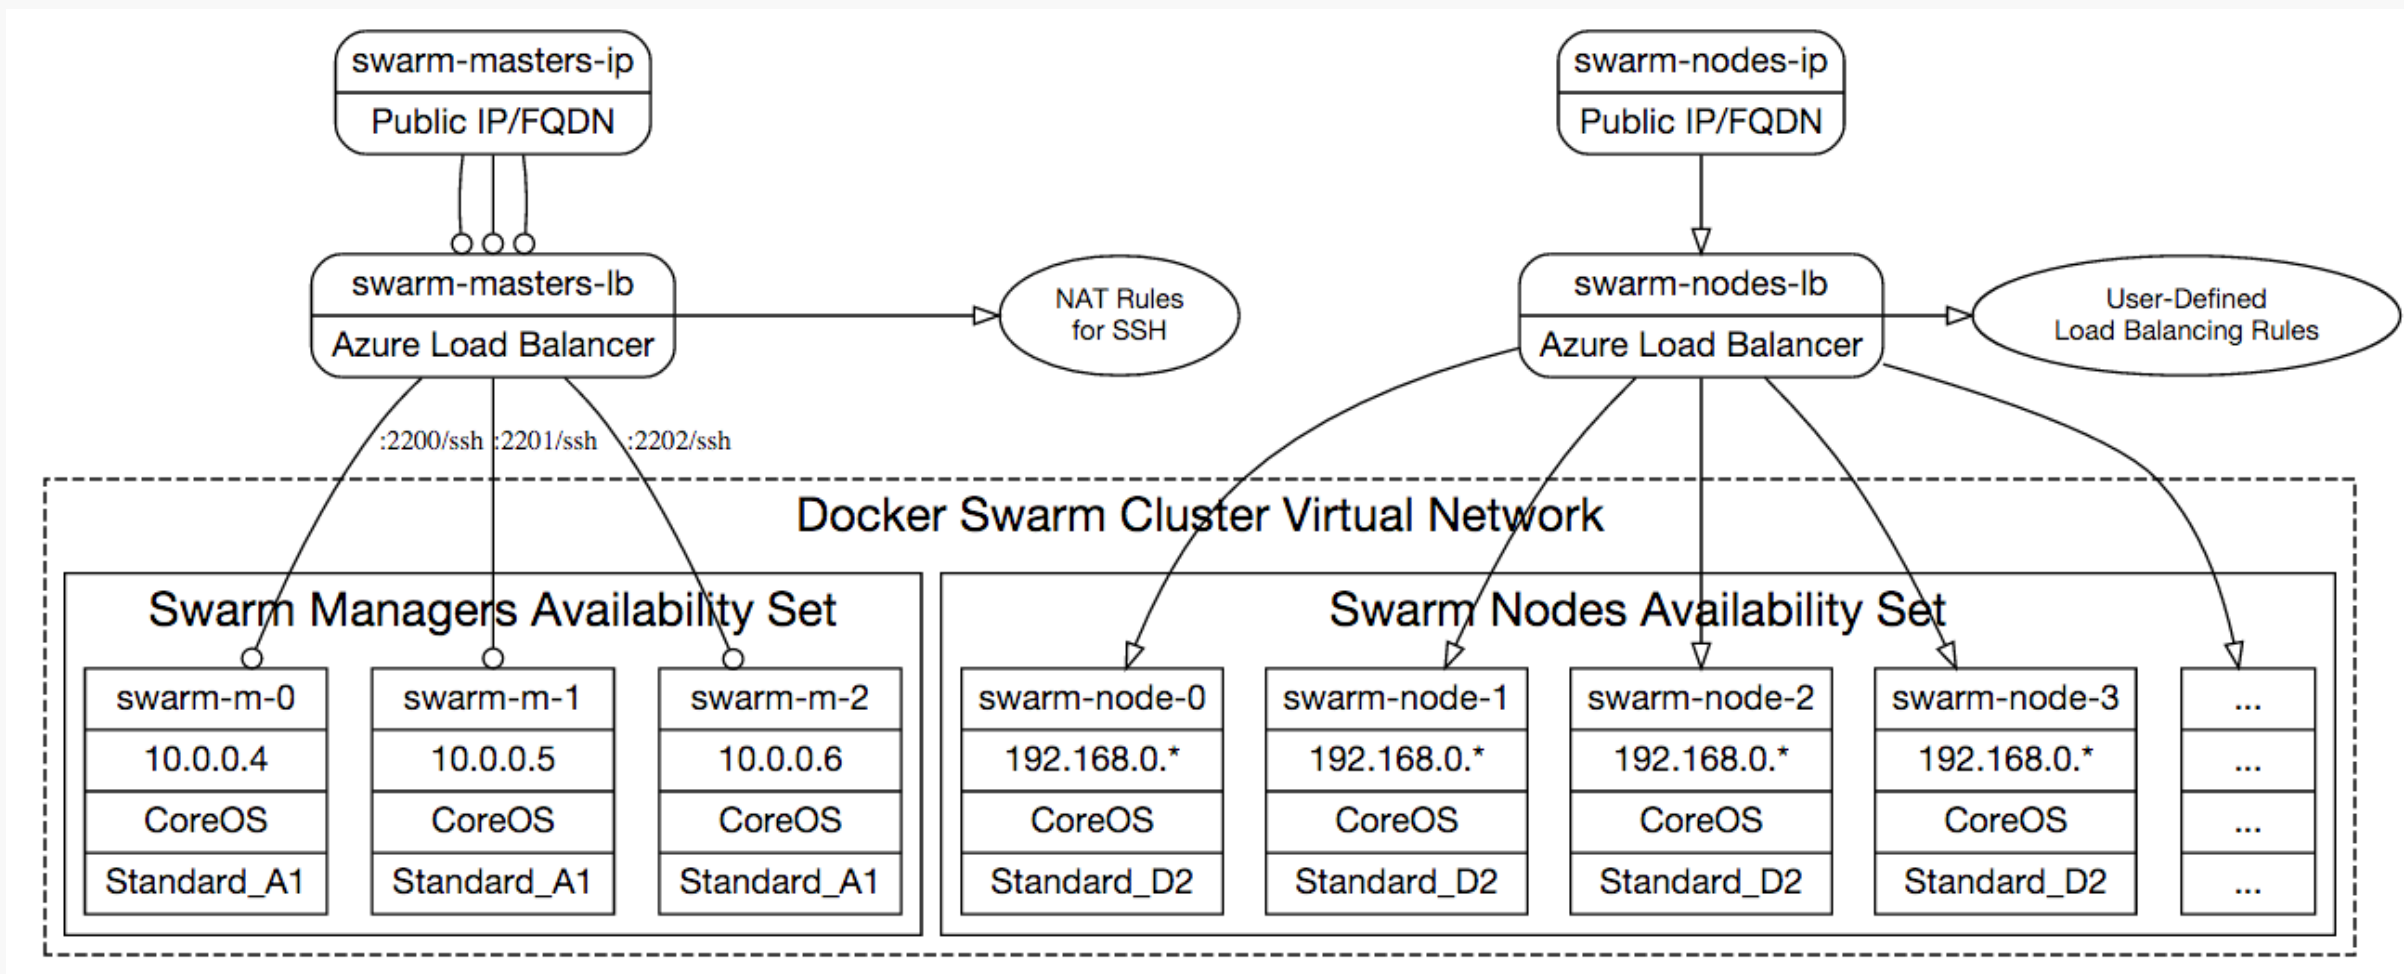 swarm-masters-ip
Public IP/FQDN
swarm-nodes-ip
Public IP/FQDN
swarm-masters-lb
Azure Load Balancer
NAT Rules
for SSH
swarm-nodes-lb
Azure Load Balancer
User-Defined
Load Balancing Rules
:2200/ssh
:2201/ssh
:2202/ssh
Docker Swarm Cluster Virtual Network
Swarm Managers Availability Set
swarm-m-0
10.0.0.4
CoreOS
Standard_A1
swarm-m-1
10.0.0.5
CoreOS
Standard_A1
swarm-m-2
10.0.0.6
CoreOS
Standard_A1
Swarm Nodes Availability Set
swarm-node-0
192.168.0.*
CoreOS
Standard_D2
swarm-node-1
192.168.0.*
CoreOS
Standard_D2
swarm-node-2
192.168.0.*
CoreOS
Standard_D2
swarm-node-3
192.168.0.*
CoreOS
Standard_D2
...
...
...
...